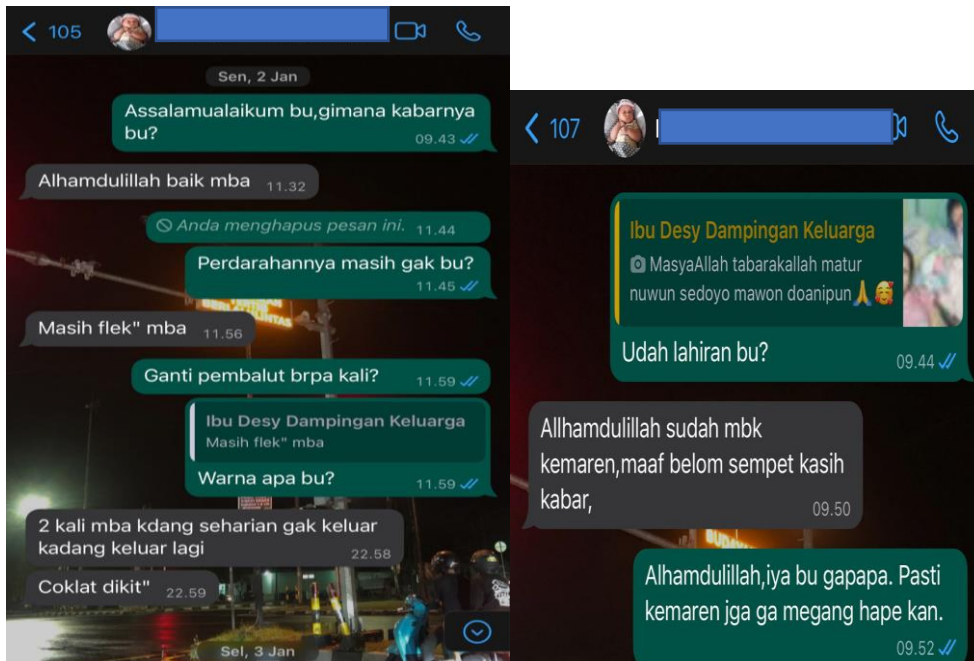 105
Sen, 2 Jan
Assalamualaikum bu,gimana kabarnya
bu?
09.43
Alhamdulillah baik mba 11.32
Anda menghapus pesan ini. 11.44
Perdarahannya masih gak bu?
11.45
Masih flek" mba 11.56
Ganti pembalut brpa kali? 11.59
Ibu Desy Dampingan Keluarga
Masih flek" mba
Warna apa bu? 11.59
2 kali mba kdang seharian gak keluar
kadang keluar lagi 22.58
Coklat dikit" 22.59
Sel, 3 Jan
107
Ibu Desy Dampingan Keluarga
MasyaAllah tabarakallah matur
nuwun sedoyo mawon doanipun🙏🥰
Udah lahiran bu?
09.44
Allhamdulillah sudah mbk
kemaren,maaf belom sempet kasih
kabar,
09.50
Alhamdulillah,iya bu gapapa. Pasti
kemaren jga ga megang hape kan.
09.52